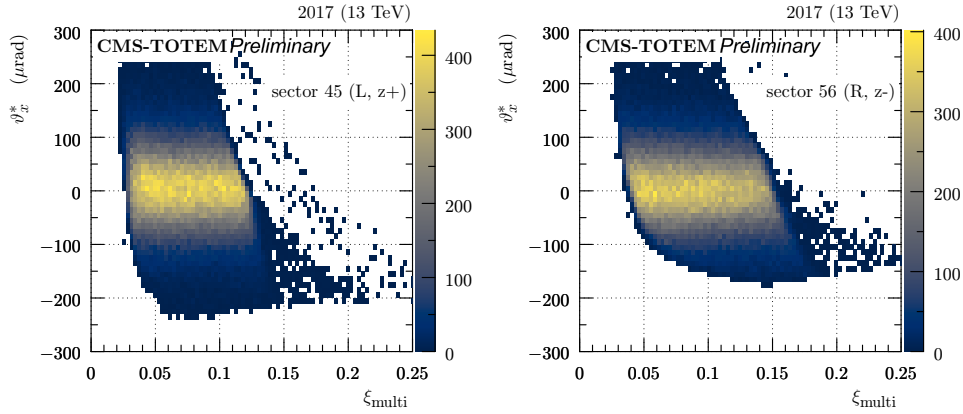 2017 (13 TeV)
CMS-TOTEM Preliminary
sector 45 (L, z+)
ϑ*x (μrad)
300
200
100
0
−100
−200
−300
0 0.05 0.1 0.15 0.2 0.25
ξmulti
400
300
200
100
0
2017 (13 TeV)
CMS-TOTEM Preliminary
sector 56 (R, z-)
ϑ*x (μrad)
300
200
100
0
−100
−200
−300
0 0.05 0.1 0.15 0.2 0.25
ξmulti
400
300
200
100
0